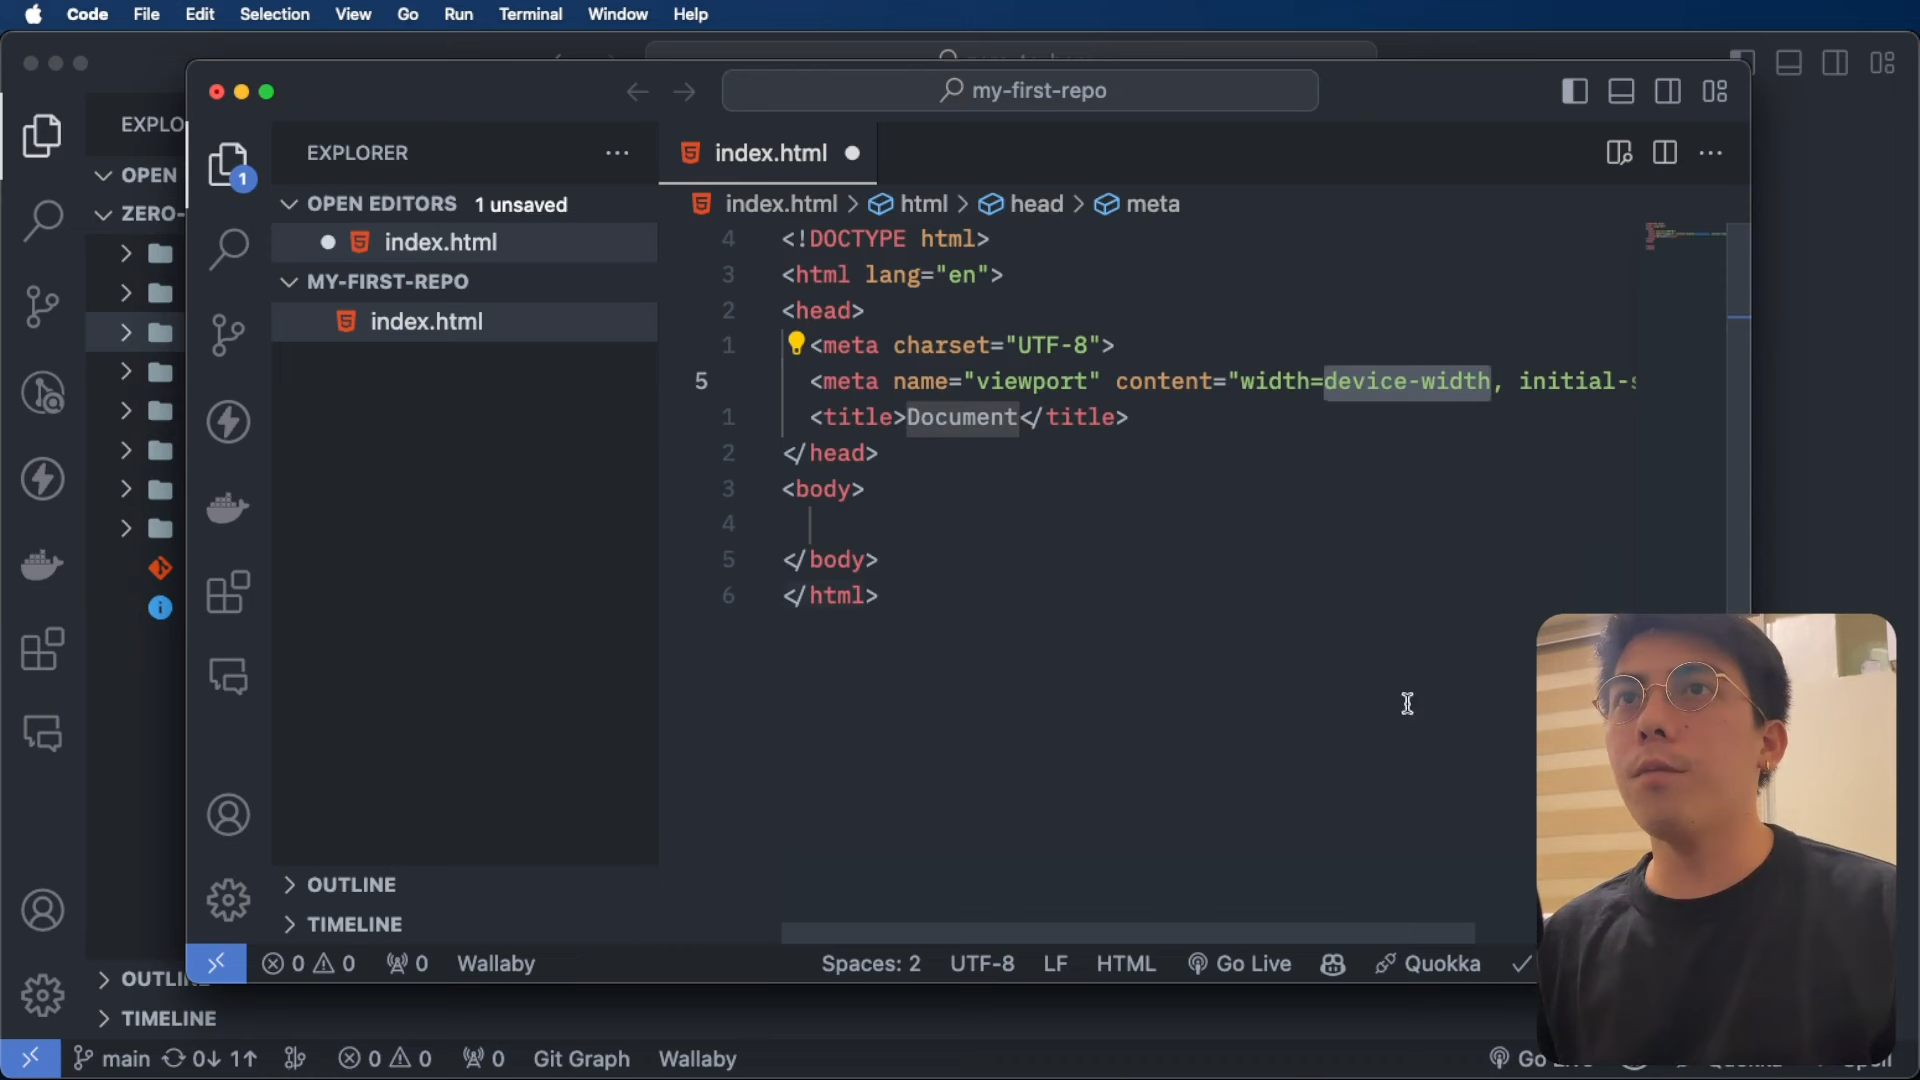 Code File Edit Selection View Go Run Terminal Window Help
my-first-repo
EXPLO
OPEN
ZERO-
OUTLIN
TIMELINE
EXPLORER
1
OPEN EDITORS 1 unsaved
index.html
MY-FIRST-REPO
index.html
OUTLINE
TIMELINE
index.html
index.html > html > head > meta
4 <!DOCTYPE html>
3 <html lang="en">
2 <head>
1 <meta charset="UTF-8">
5 <meta name="viewport" content="width=device-width, initial-s
1 <title>Document</title>
2 </head>
3 <body>
4
5 </body>
6 </html>
0 0 0 Wallaby Spaces: 2 UTF-8 LF HTML Go Live Quokka
main 0↓ 1↑ 0 0 0 Git Graph Wallaby